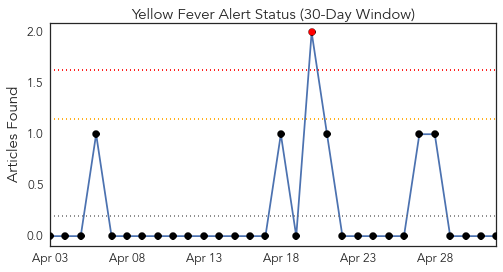 Yellow Fever Alert Status (30-Day Window)
Articles Found
2.0
1.5
1.0
0.5
0.0
Apr 03 Apr 08 Apr 13 Apr 18 Apr 23 Apr 28